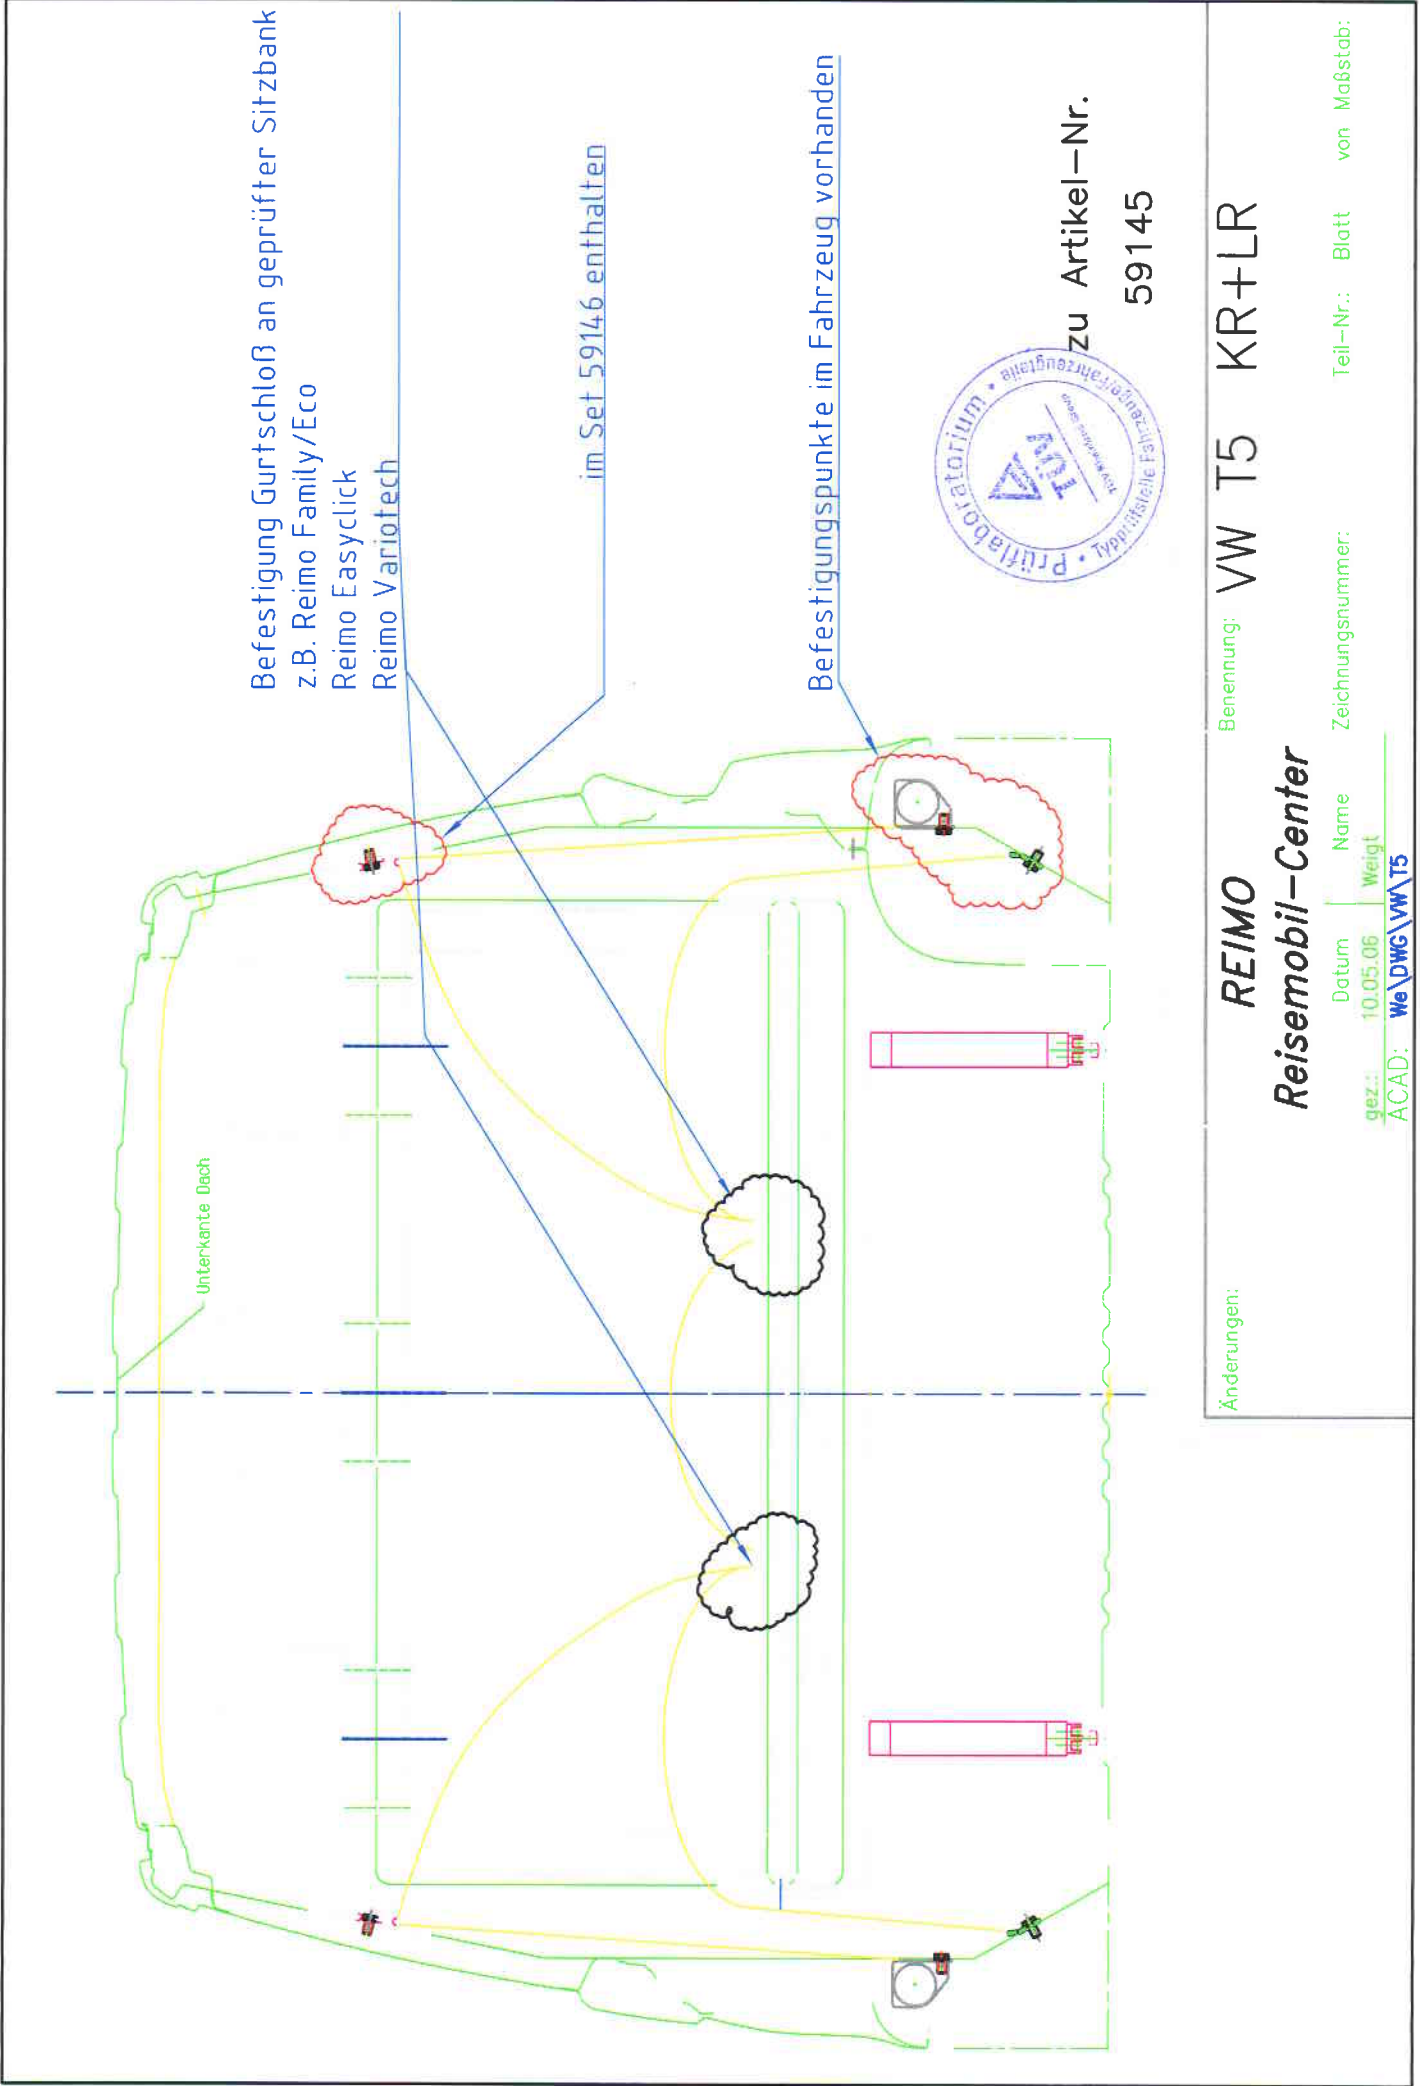 Befestigung Gurtschloß an geprüfter Sitzbank
z.B. Reimo Family/Eco
Reimo Easyclick
Reimo Variotech
im Set 59146 enthalten
Befestigungspunkte im Fahrzeug vorhanden
Unterkante Dach
Prüflaboratorium • Typprüfstelle Fahrzeuge/Fahrzeugteile •
TÜV
TÜV Rheinland Group
zu Artikel-Nr.
59145
Änderungen:
REIMO
Reisemobil-Center
Benennung: VW T5 KR+LR
Datum Name Zeichnungsnummer: Teil-Nr.: Blatt von Maßstab:
gez.: 10.05.06 Weigt
ACAD: We\DWG\VW\T5